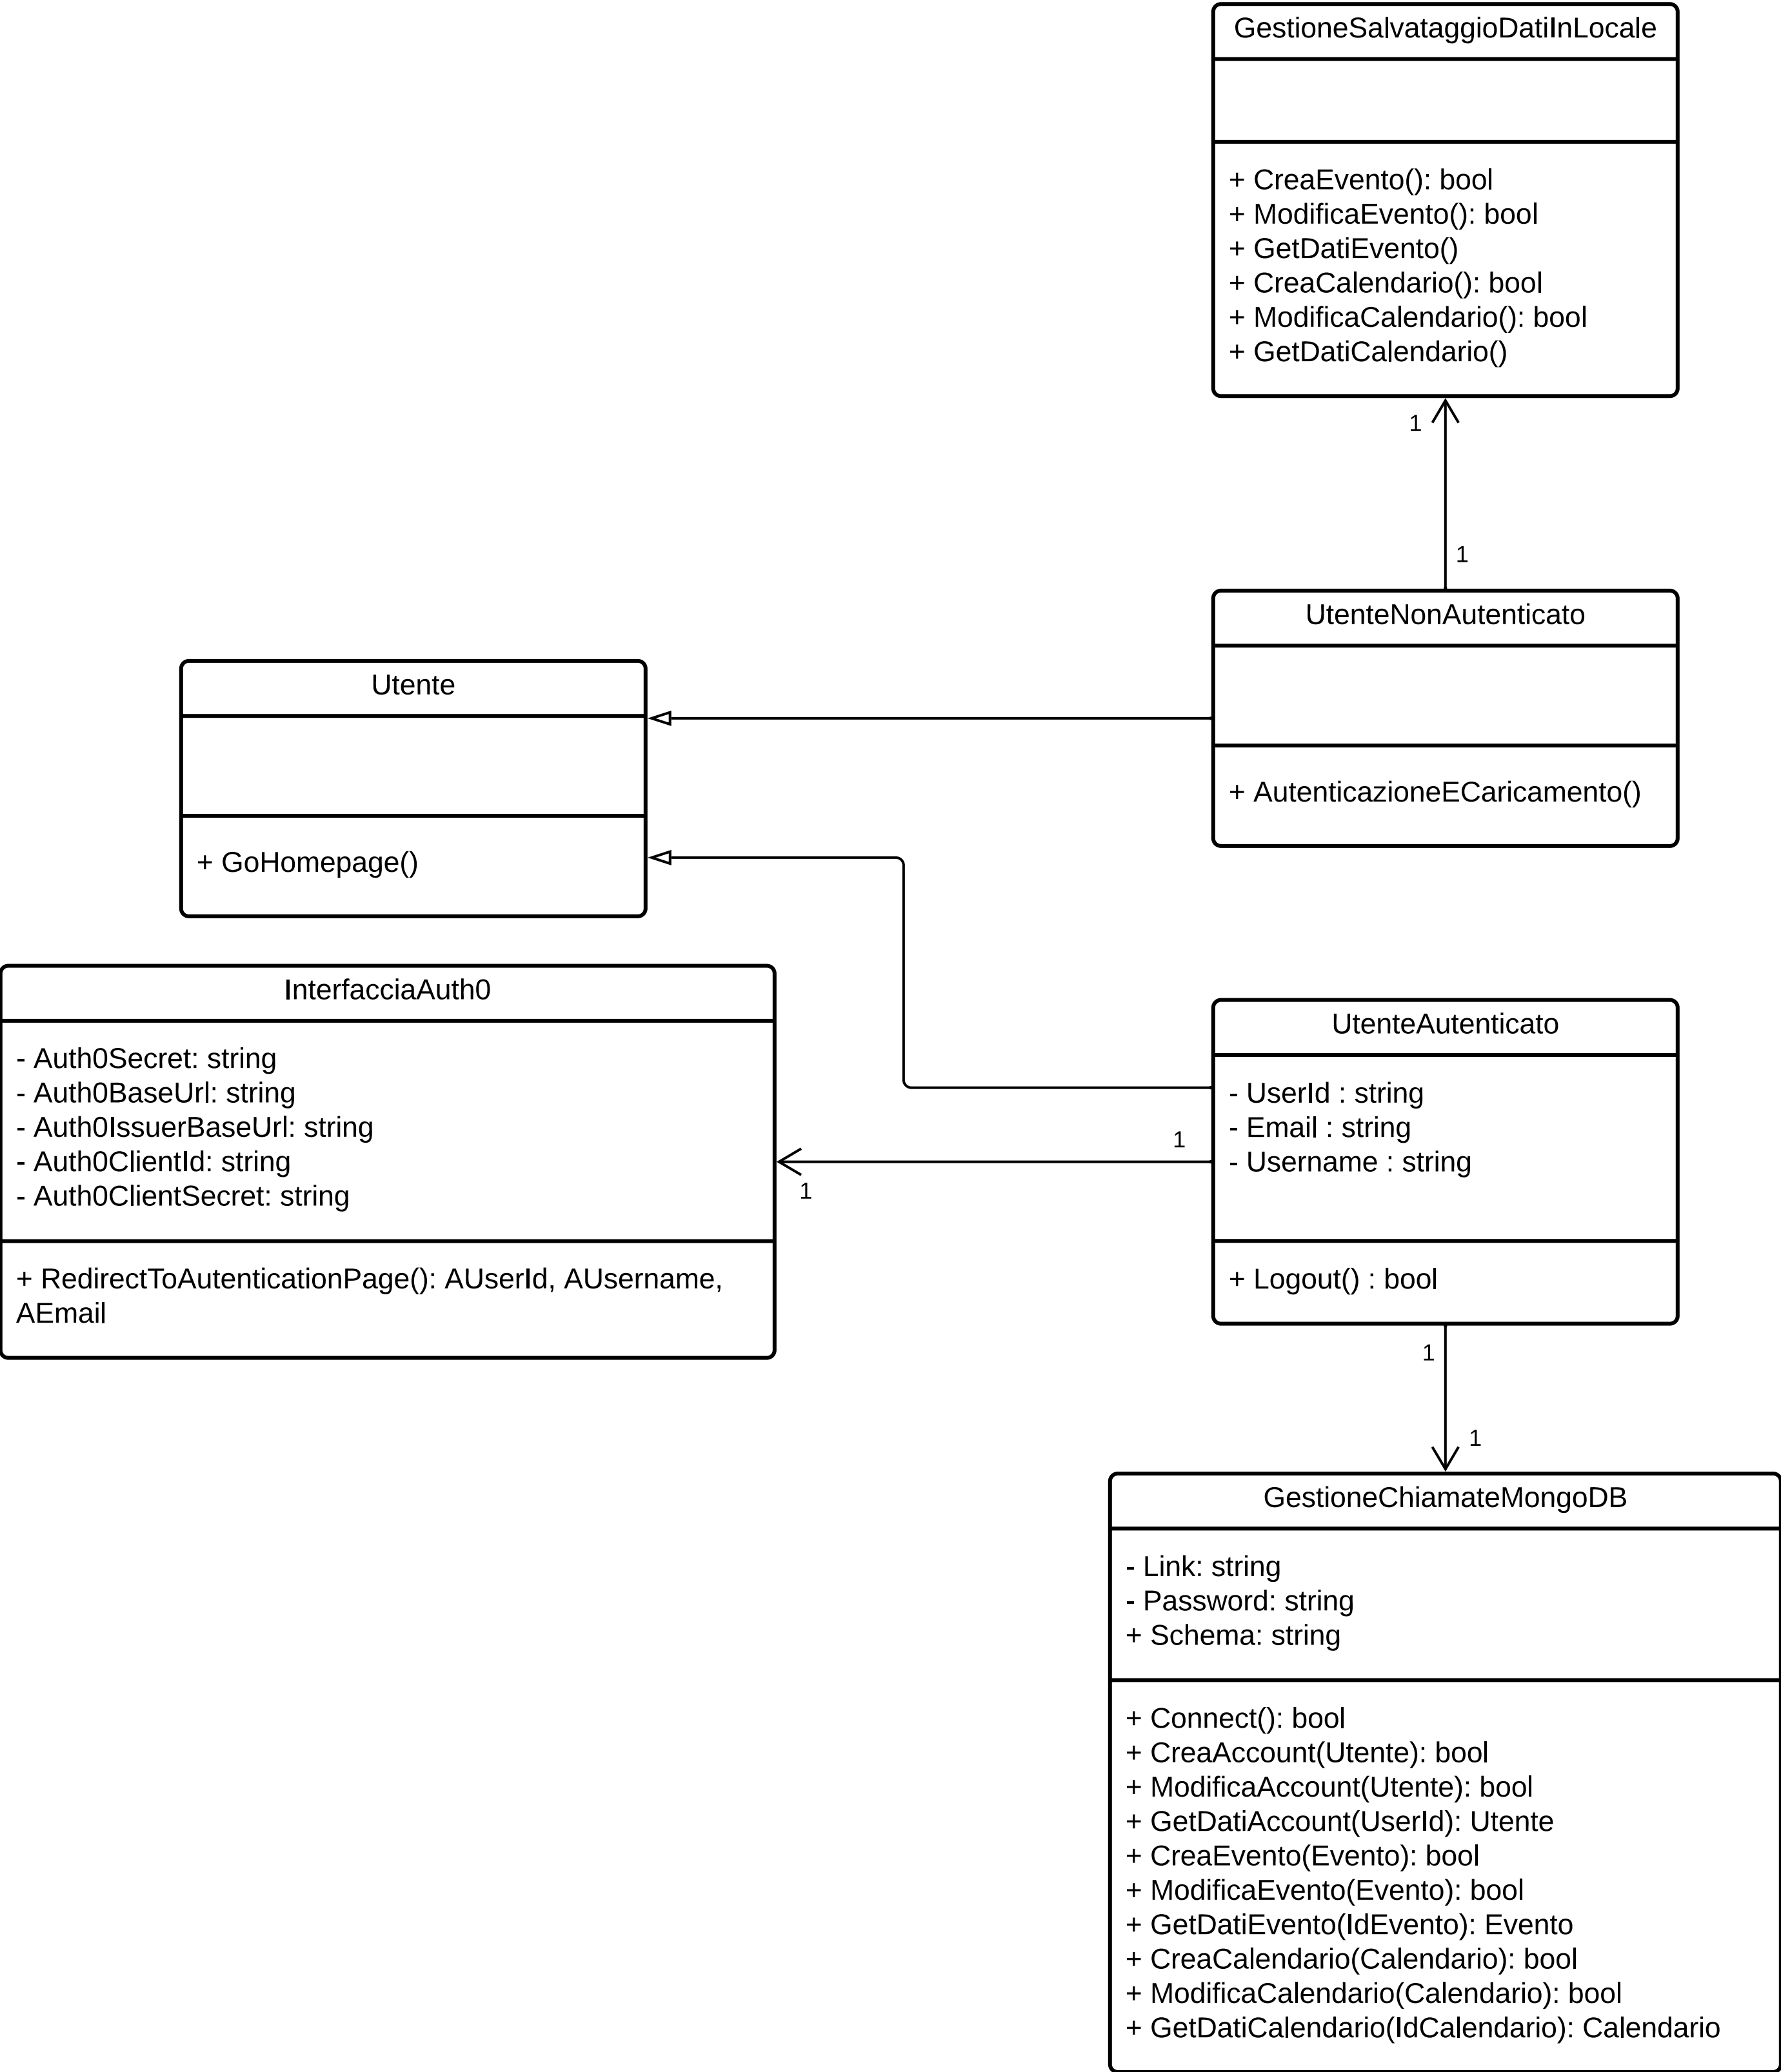 GestioneSalvataggioDatiInLocale
+ CreaEvento(): bool
+ ModificaEvento(): bool
+ GetDatiEvento()
+ CreaCalendario(): bool
+ ModificaCalendario(): bool
+ GetDatiCalendario()
1
1
UtenteNonAutenticato
+ AutenticazioneECaricamento()
Utente
+ GoHomepage()
InterfacciaAuth0
- Auth0Secret: string
- Auth0BaseUrl: string
- Auth0IssuerBaseUrl: string
- Auth0ClientId: string
- Auth0ClientSecret: string
+ RedirectToAutenticationPage(): AUserId, AUsername,
AEmail
1
1
UtenteAutenticato
- UserId : string
- Email : string
- Username : string
+ Logout() : bool
1
1
GestioneChiamateMongoDB
- Link: string
- Password: string
+ Schema: string
+ Connect(): bool
+ CreaAccount(Utente): bool
+ ModificaAccount(Utente): bool
+ GetDatiAccount(UserId): Utente
+ CreaEvento(Evento): bool
+ ModificaEvento(Evento): bool
+ GetDatiEvento(IdEvento): Evento
+ CreaCalendario(Calendario): bool
+ ModificaCalendario(Calendario): bool
+ GetDatiCalendario(IdCalendario): Calendario